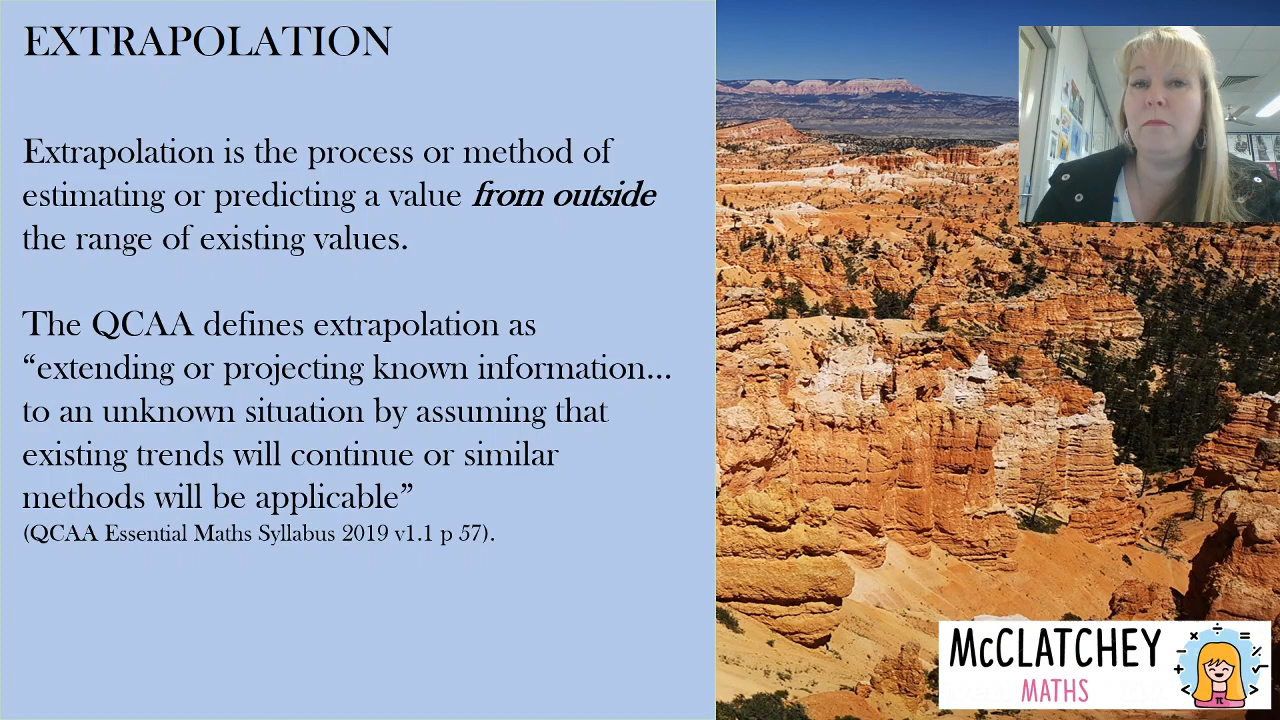 EXTRAPOLATION
Extrapolation is the process or method of
estimating or predicting a value from outside
the range of existing values.
The QCAA defines extrapolation as
“extending or projecting known information…
to an unknown situation by assuming that
existing trends will continue or similar
methods will be applicable”
(QCAA Essential Maths Syllabus 2019 v1.1 p 57).
McCLATCHEY
MATHS